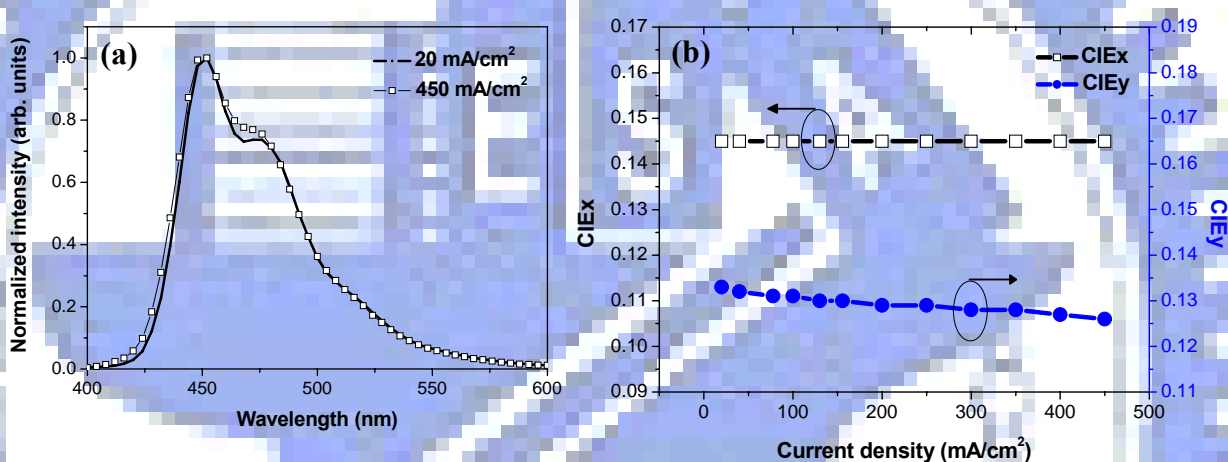 (a)
20 mA/cm²
450 mA/cm²
Normalized intensity (arb. units)
1.0
0.8
0.6
0.4
0.2
0.0
400 450 500 550 600
Wavelength (nm)
(b)
CIEx
CIEy
CIEx
0.17
0.16
0.15
0.14
0.13
0.12
0.11
0.10
0.09
0 100 200 300 400 500
Current density (mA/cm²)
0.19
0.18
0.17
0.16
0.15
0.14
0.13
0.12
0.11
CIEy